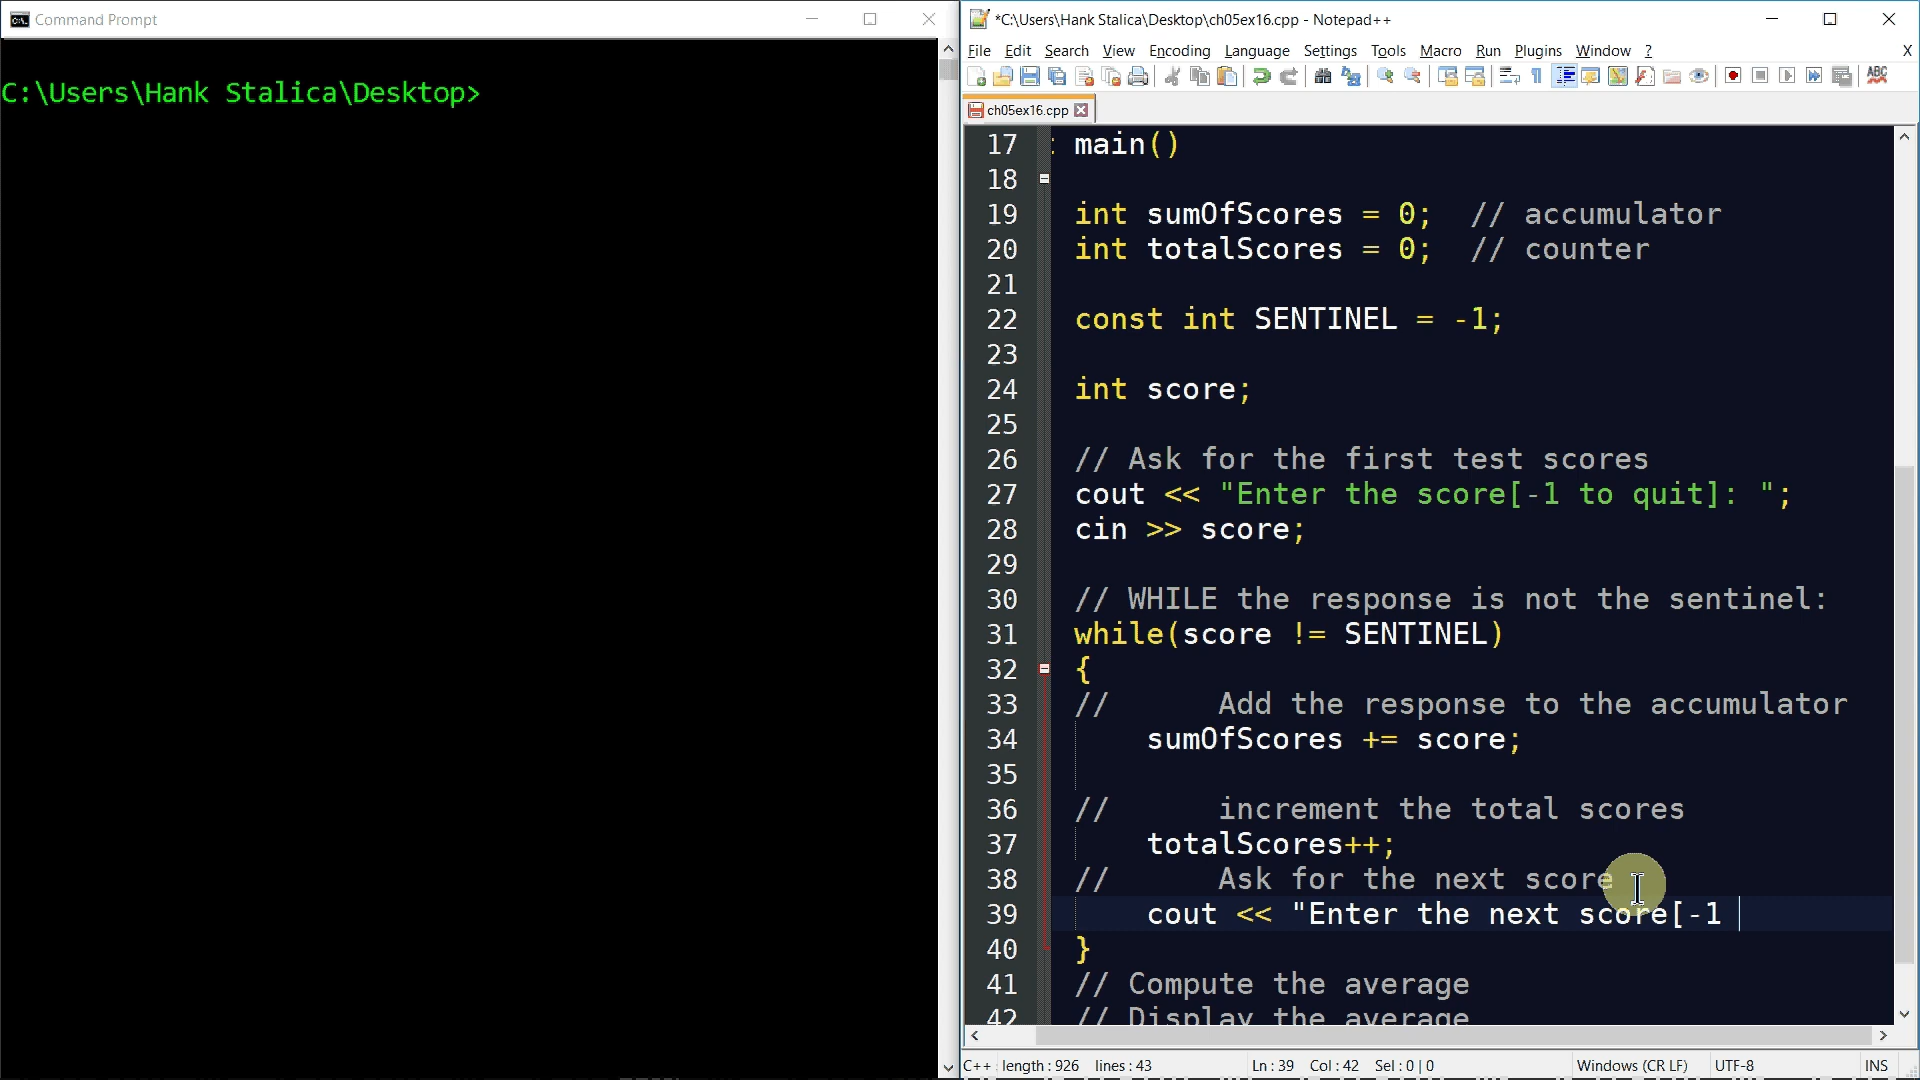 Command Prompt
C:\Users\Hank Stalica\Desktop>
*C:\Users\Hank Stalica\Desktop\ch05ex16.cpp - Notepad++
File Edit Search View Encoding Language Settings Tools Macro Run Plugins Window ? X
ABC
ch05ex16.cpp
17 main()
18
19 int sumOfScores = 0; // accumulator
20 int totalScores = 0; // counter
21
22 const int SENTINEL = -1;
23
24 int score;
25
26 // Ask for the first test scores
27 cout << "Enter the score[-1 to quit]: ";
28 cin >> score;
29
30 // WHILE the response is not the sentinel:
31 while(score != SENTINEL)
32 {
33 // Add the response to the accumulator
34 sumOfScores += score;
35
36 // increment the total scores
37 totalScores++;
38 // Ask for the next score
39 cout << "Enter the next score[-1
40 }
41 // Compute the average
42 // Display the average
C++ length : 926 lines : 43 Ln : 39 Col : 42 Sel : 0 | 0 Windows (CR LF) UTF-8 INS